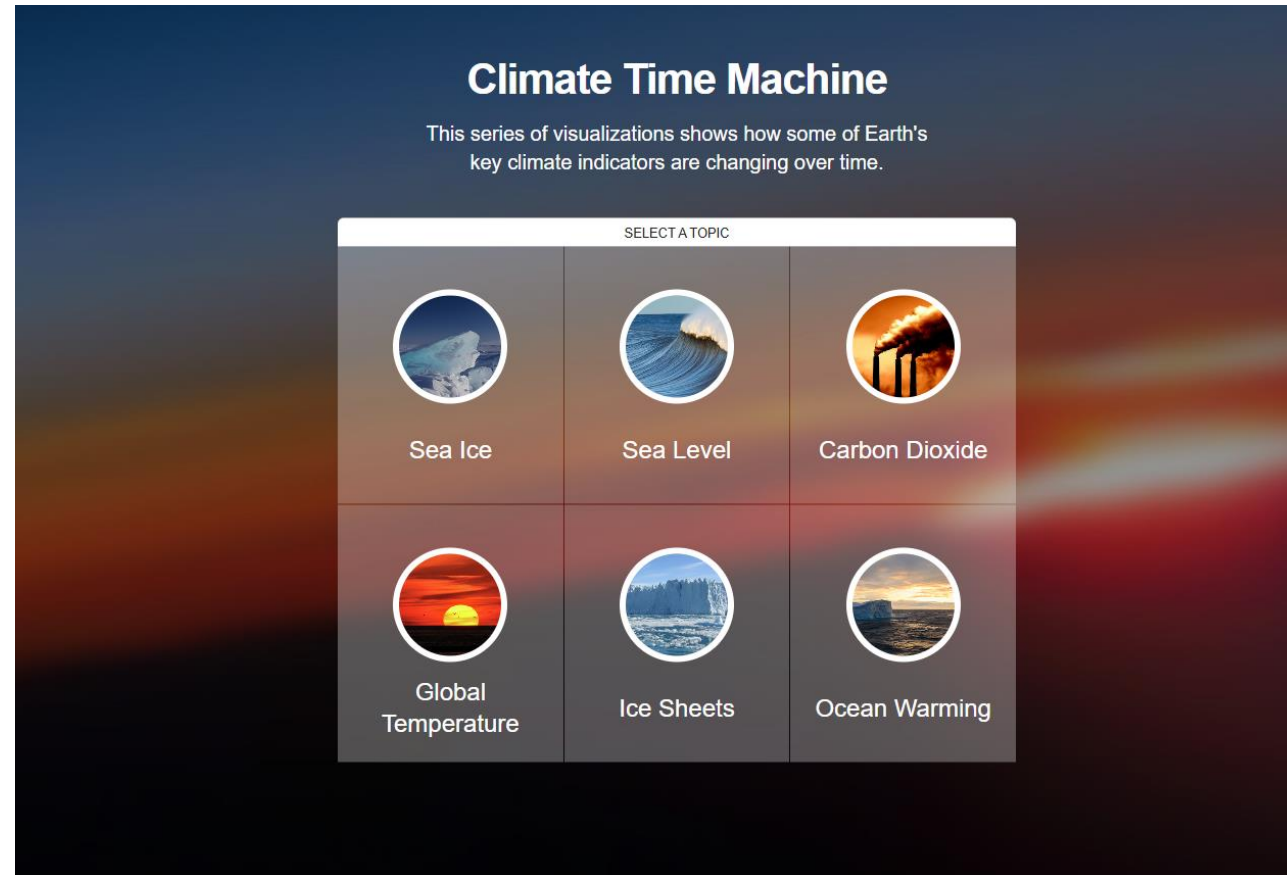 Climate Time Machine
This series of visualizations shows how some of Earth's
key climate indicators are changing over time.
SELECT A TOPIC
Sea Ice
Sea Level
Carbon Dioxide
Global
Temperature
Ice Sheets
Ocean Warming